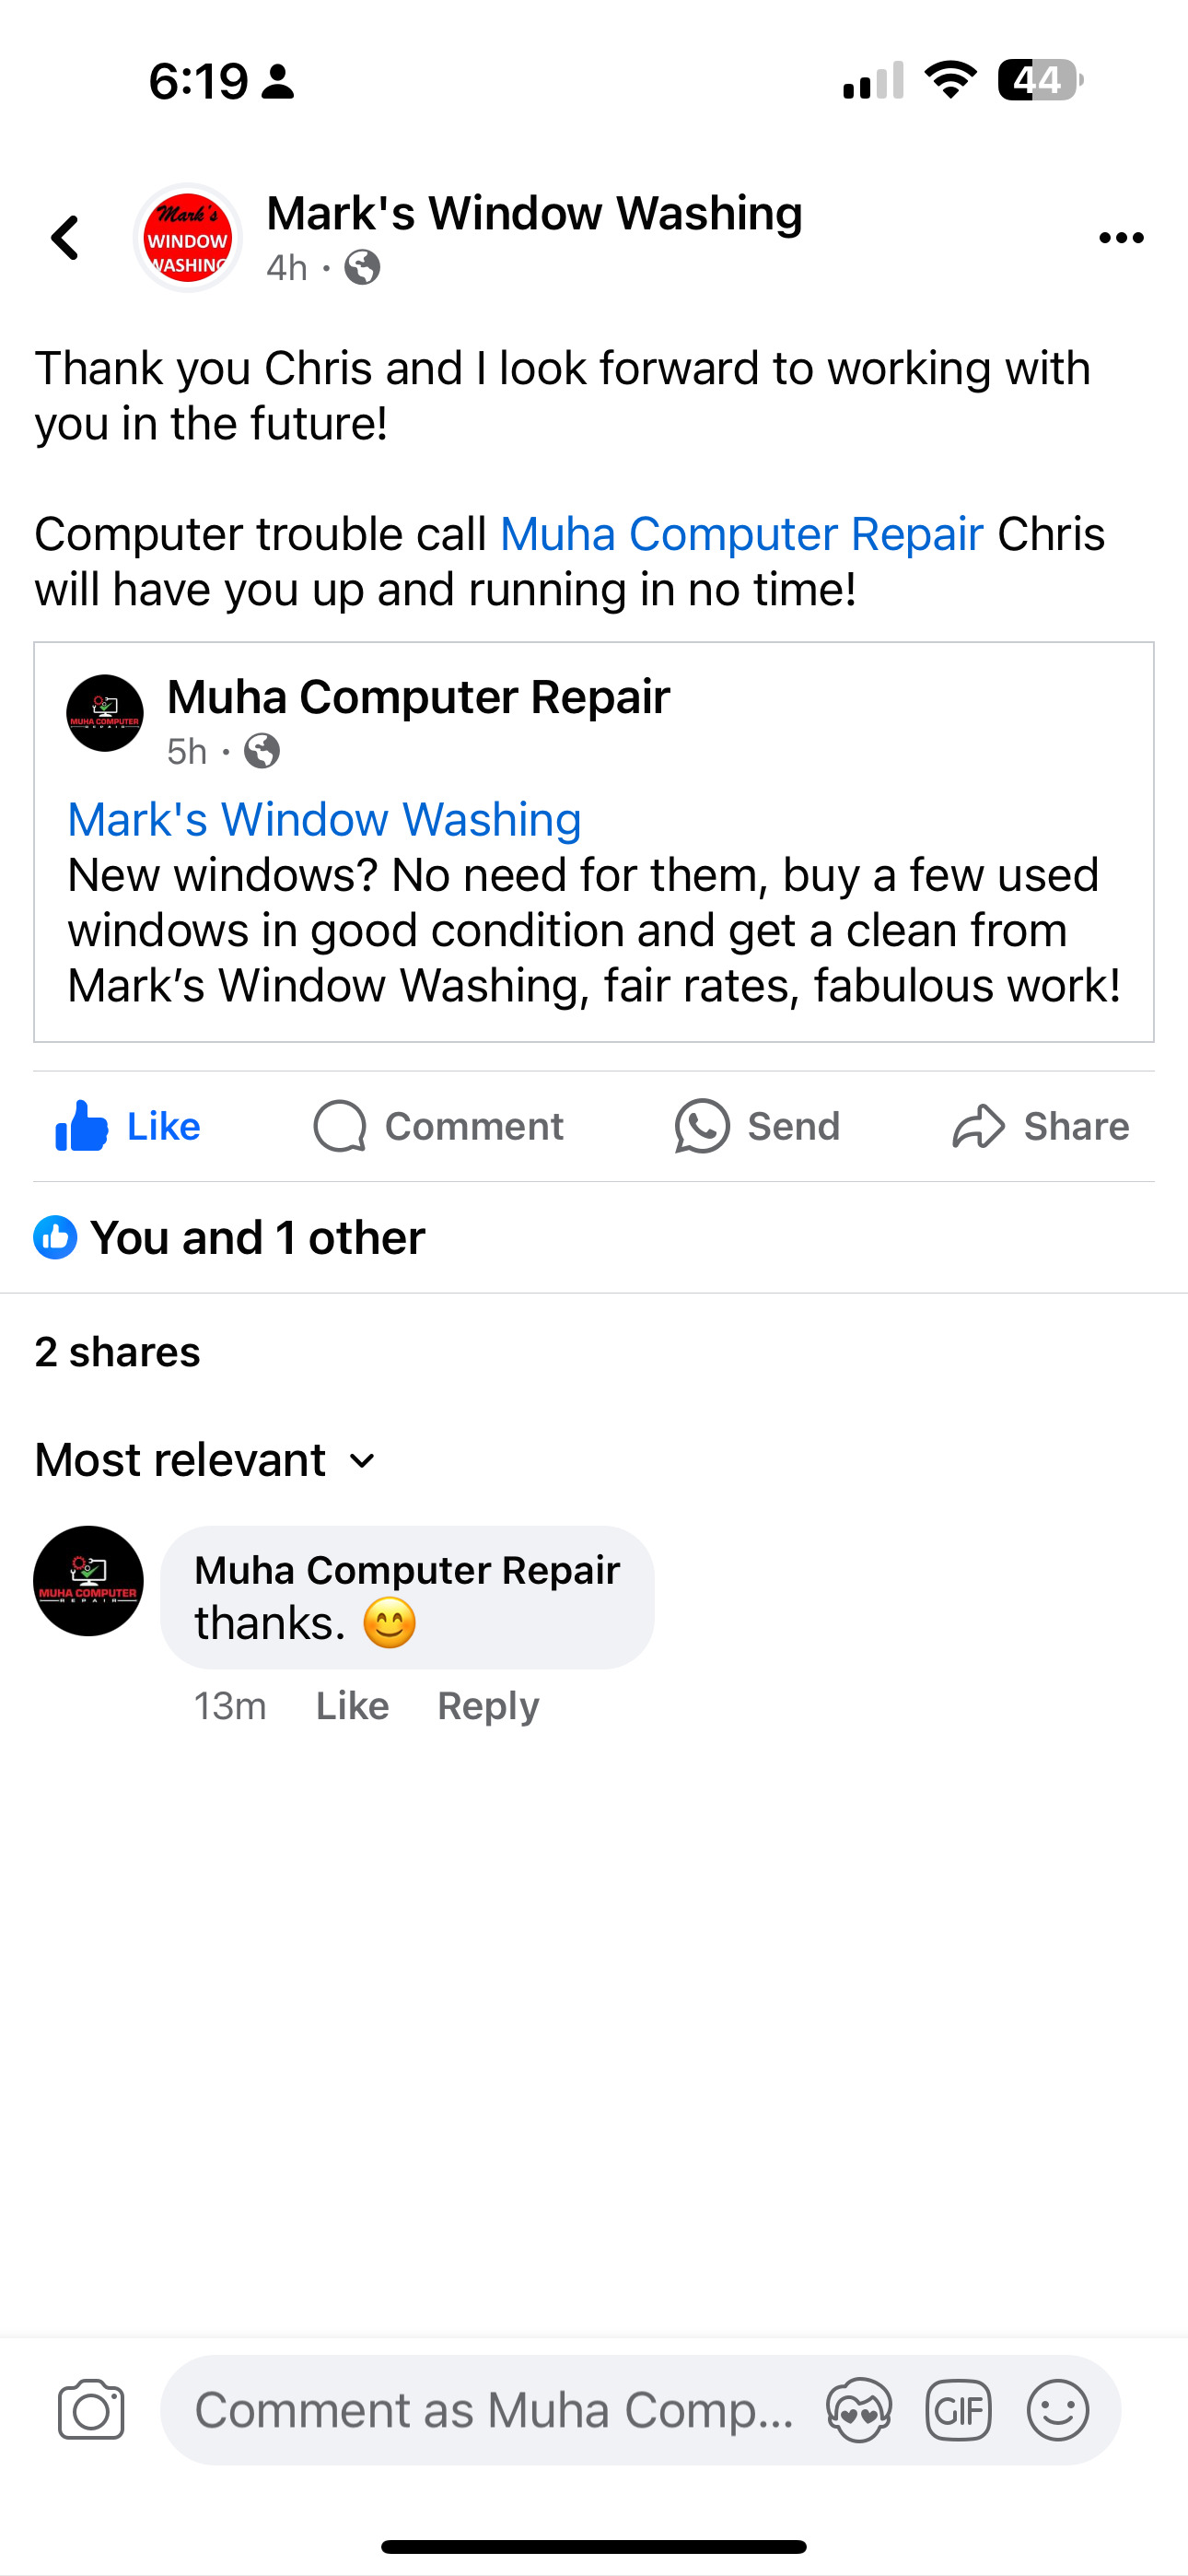 6:19
44
Mark's
WINDOW
WASHING
Mark's Window Washing
4h ·
Thank you Chris and I look forward to working with
you in the future!
Computer trouble call Muha Computer Repair Chris
will have you up and running in no time!
MUHA COMPUTER
REPAIR
Muha Computer Repair
5h ·
Mark's Window Washing
New windows? No need for them, buy a few used
windows in good condition and get a clean from
Mark’s Window Washing, fair rates, fabulous work!
Like Comment Send Share
You and 1 other
2 shares
Most relevant
MUHA COMPUTER
REPAIR
Muha Computer Repair
thanks. 😊
13m Like Reply
Comment as Muha Comp... GIF